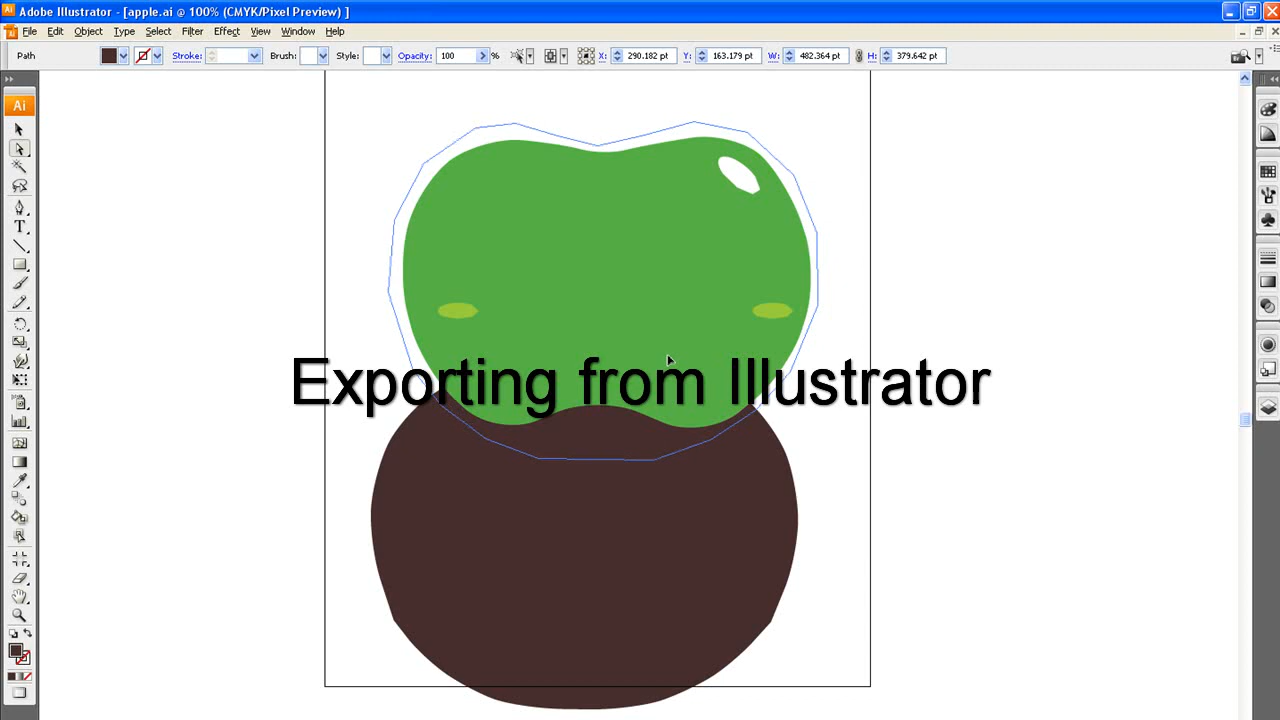 Adobe Illustrator - [apple.ai @ 100% (CMYK/Pixel Preview) ]
File Edit Object Type Select Filter Effect View Window Help
Path Stroke: Brush: Style: Opacity: 100 % X: 290.182 pt Y: 163.179 pt W: 482.364 pt H: 379.642 pt
Ai
T
Exporting from Illustrator